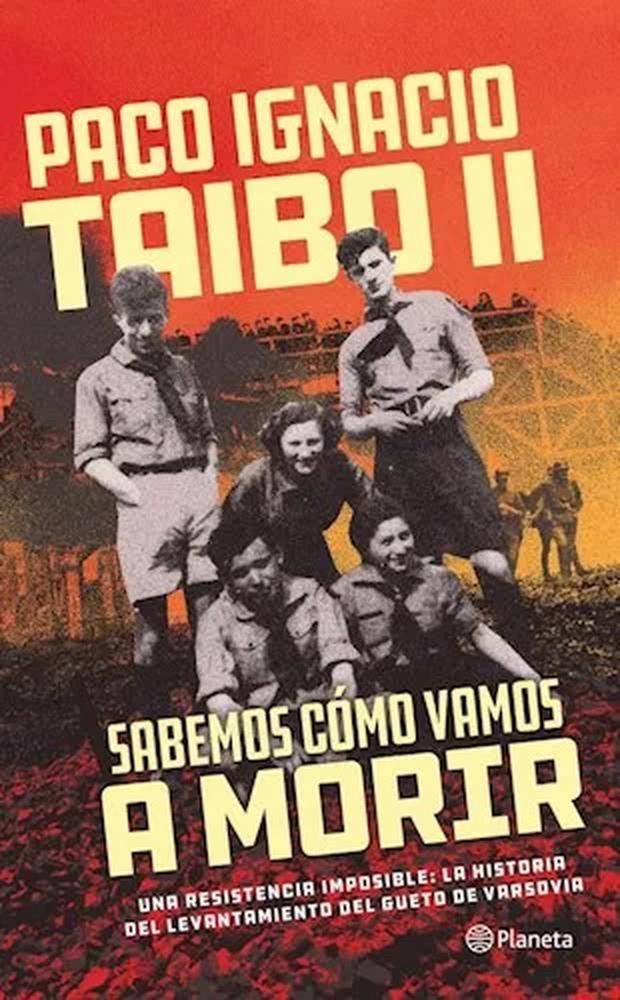 PACO IGNACIO
TAIBO II
SABEMOS CÓMO VAMOS
A MORIR
UNA RESISTENCIA IMPOSIBLE: LA HISTORIA
DEL LEVANTAMIENTO DEL GUETO DE VARSOVIA
Planeta